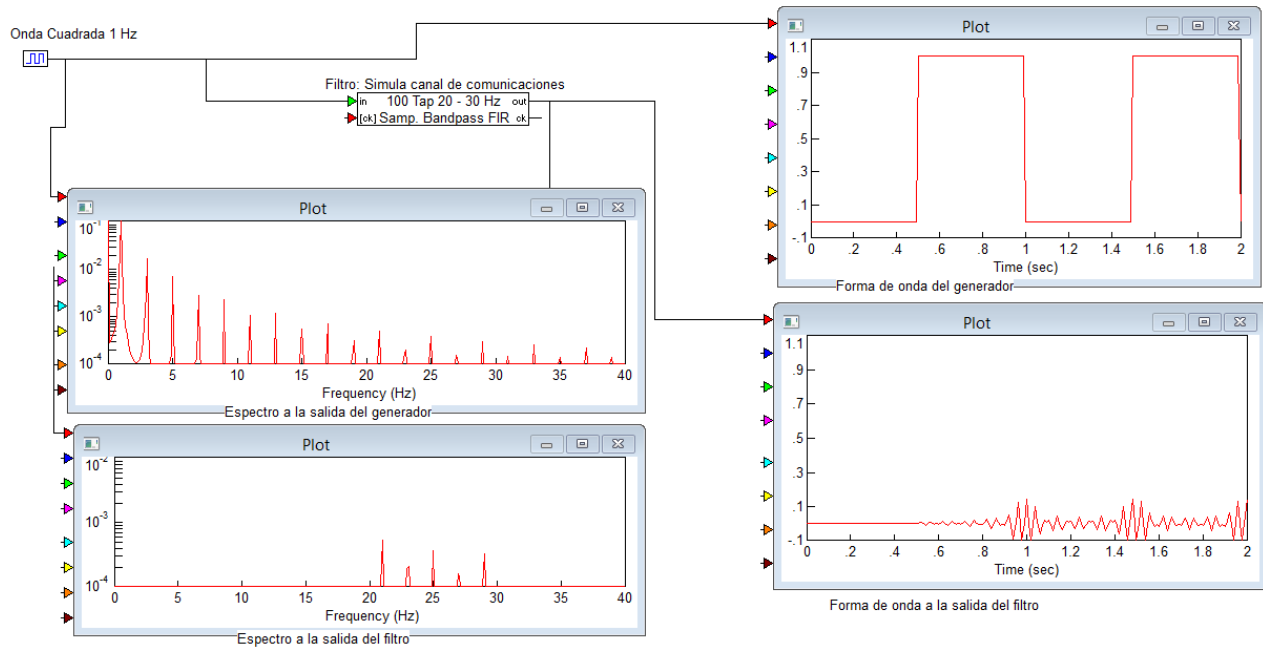 Onda Cuadrada 1 Hz
Filtro: Simula canal de comunicaciones
in 100 Tap 20 - 30 Hz out
[ok] Samp. Bandpass FIR ok
Plot
1.1
.9
.7
.5
.3
.1
-.1
0 .2 .4 .6 .8 1 1.2 1.4 1.6 1.8 2
Time (sec)
Forma de onda del generador
Plot
10-1
10-2
10-3
10-4
0 5 10 15 20 25 30 35 40
Frequency (Hz)
Espectro a la salida del generador
Plot
1.1
.9
.7
.5
.3
.1
-.1
0 .2 .4 .6 .8 1 1.2 1.4 1.6 1.8 2
Time (sec)
Forma de onda a la salida del filtro
Plot
10-2
10-3
10-4
0 5 10 15 20 25 30 35 40
Frequency (Hz)
Espectro a la salida del filtro